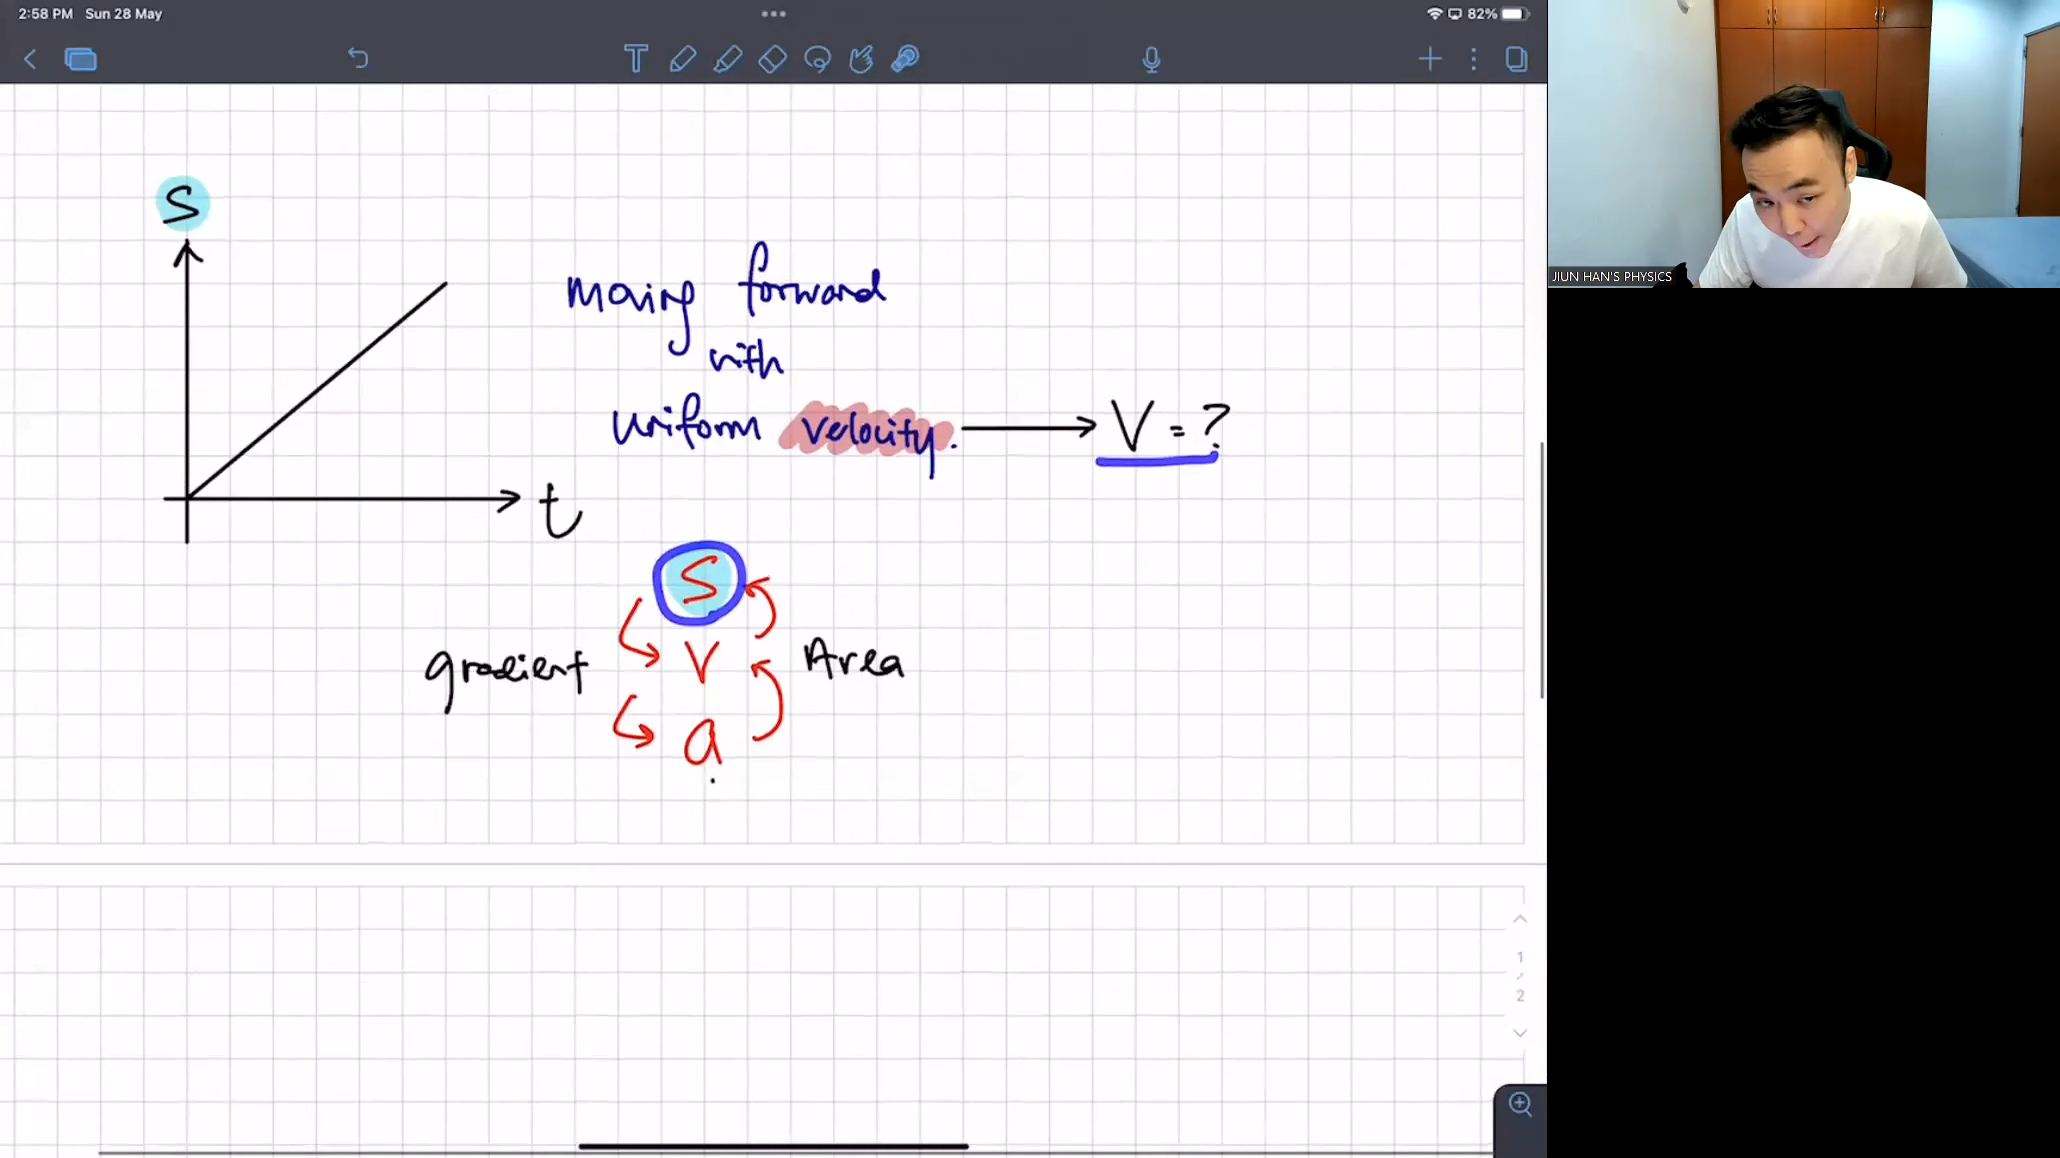 2:58 PM Sun 28 May
82%
JIUN HAN'S PHYSICS
S
moving forward
with
uniform velocity. V = ?
t
S
gradient V Area
a
1
2